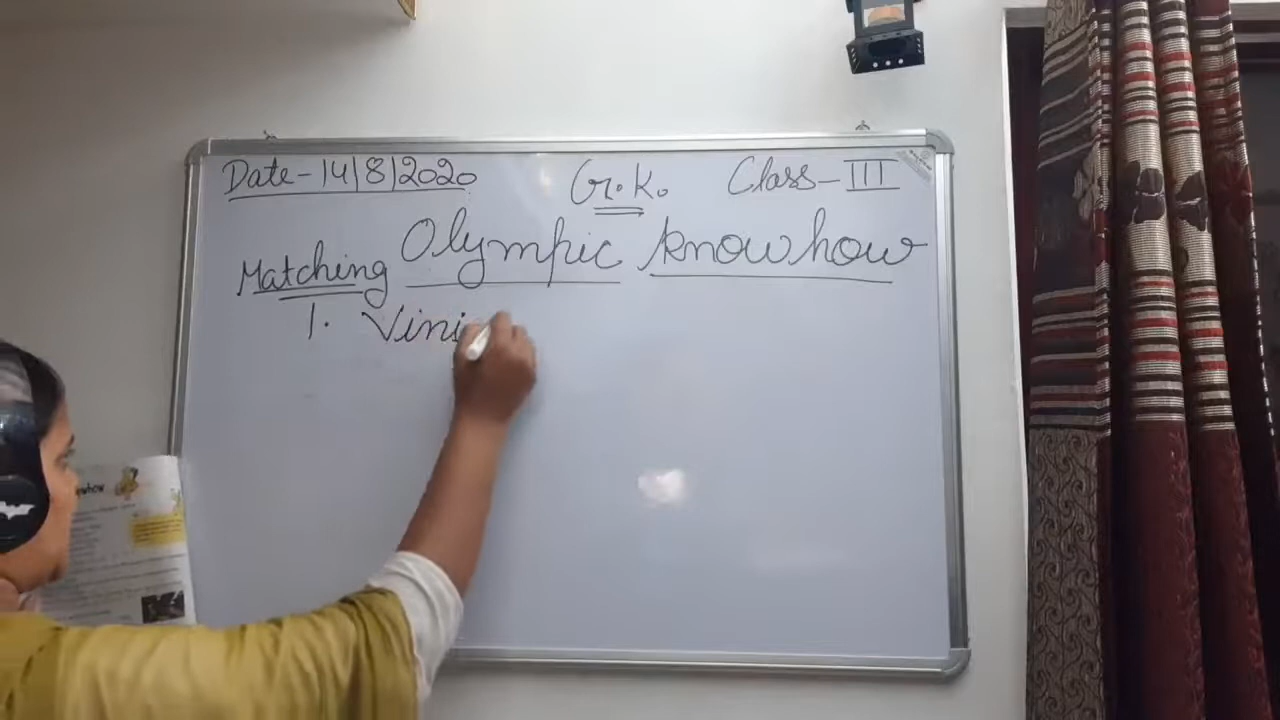 Date - 14/8/2020 G.K. Class - III
Olympic knowhow
Matching
1. Vini